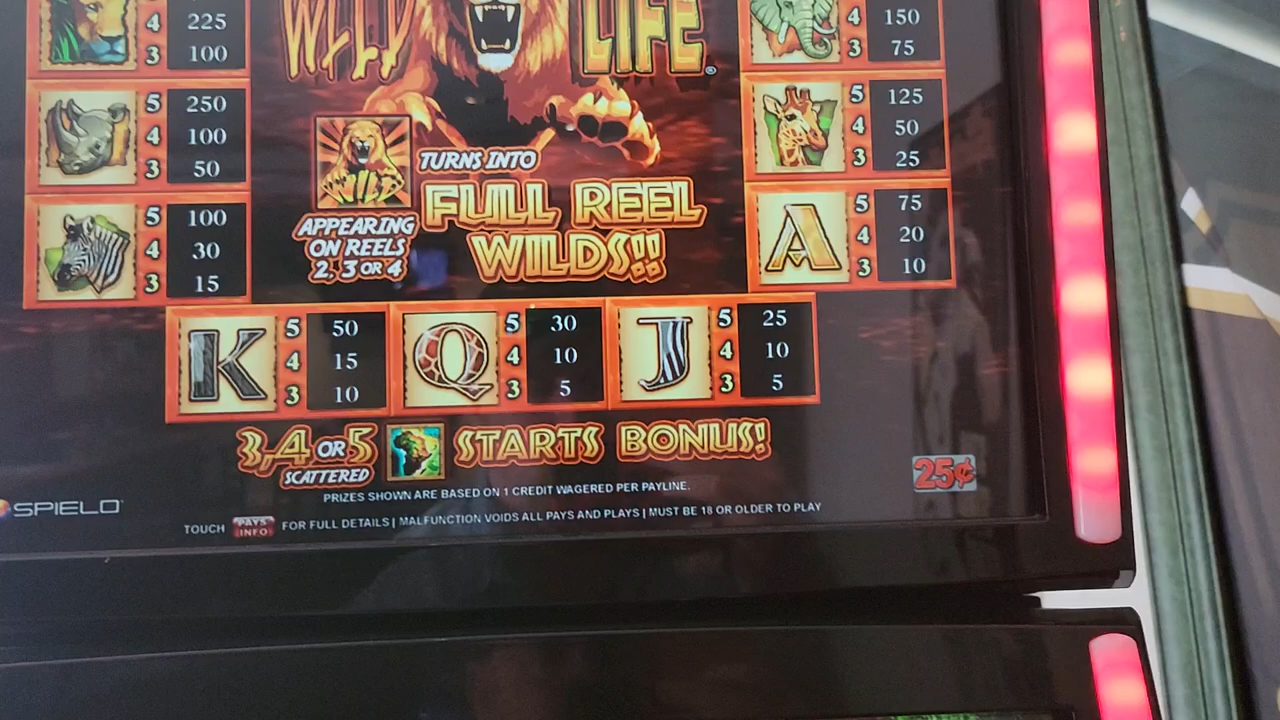 WILD LIFE®
4 225
3 100
4 150
3 75
5 250
4 100
3 50
5 125
4 50
3 25
WILD
TURNS INTO
FULL REEL
WILDS!!
APPEARING
ON REELS
2, 3 OR 4
5 100
4 30
3 15
A
5 75
4 20
3 10
K
5 50
4 15
3 10
Q
5 30
4 10
3 5
J
5 25
4 10
3 5
3,4 OR 5
SCATTERED
STARTS BONUS!
25¢
PRIZES SHOWN ARE BASED ON 1 CREDIT WAGERED PER PAYLINE.
SPIELO
TOUCH PAYS INFO FOR FULL DETAILS | MALFUNCTION VOIDS ALL PAYS AND PLAYS | MUST BE 18 OR OLDER TO PLAY